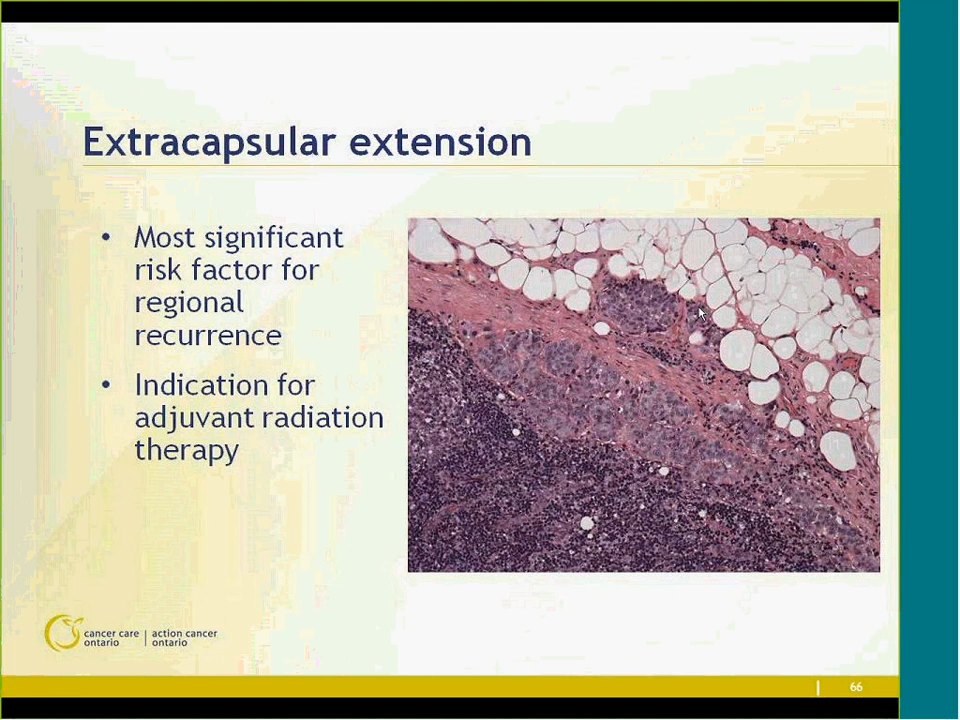 Extracapsular extension
• Most significant
risk factor for
regional
recurrence
• Indication for
adjuvant radiation
therapy
cancer care | action cancer
ontario | ontario
| 66